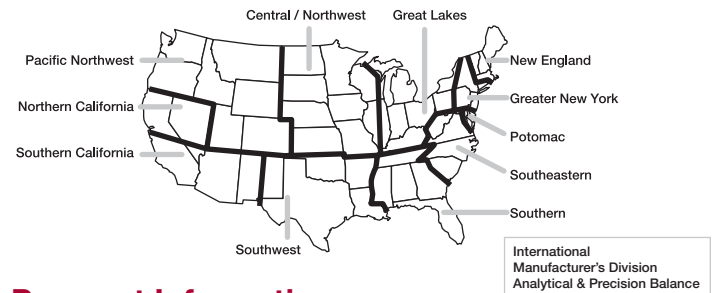 Central / Northwest
Great Lakes
Pacific Northwest
New England
Northern California
Greater New York
Potomac
Southern California
Southeastern
Southern
Southwest
International
Manufacturer's Division
Analytical & Precision Balance